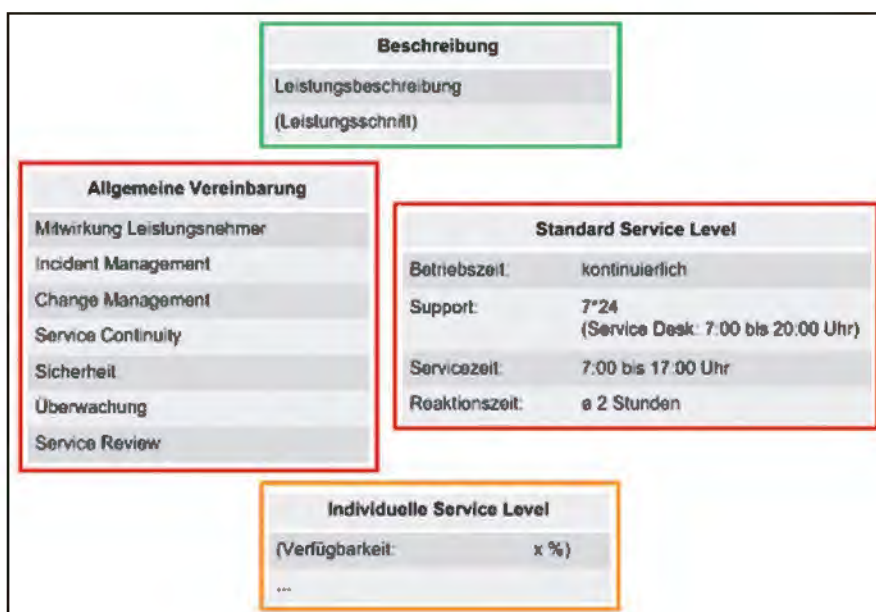 Beschreibung
Leistungsbeschreibung
(Leistungsschnitt)
Allgemeine Vereinbarung
Mitwirkung Leistungsnehmer
Incident Management
Change Management
Service Continuity
Sicherheit
Überwachung
Service Review
Standard Service Level
Betriebszeit: kontinuierlich
Support: 7*24
(Service Desk: 7:00 bis 20:00 Uhr)
Servicezeit: 7:00 bis 17:00 Uhr
Reaktionszeit: 2 Stunden
Individuelle Service Level
(Verfügbarkeit: x %)
...